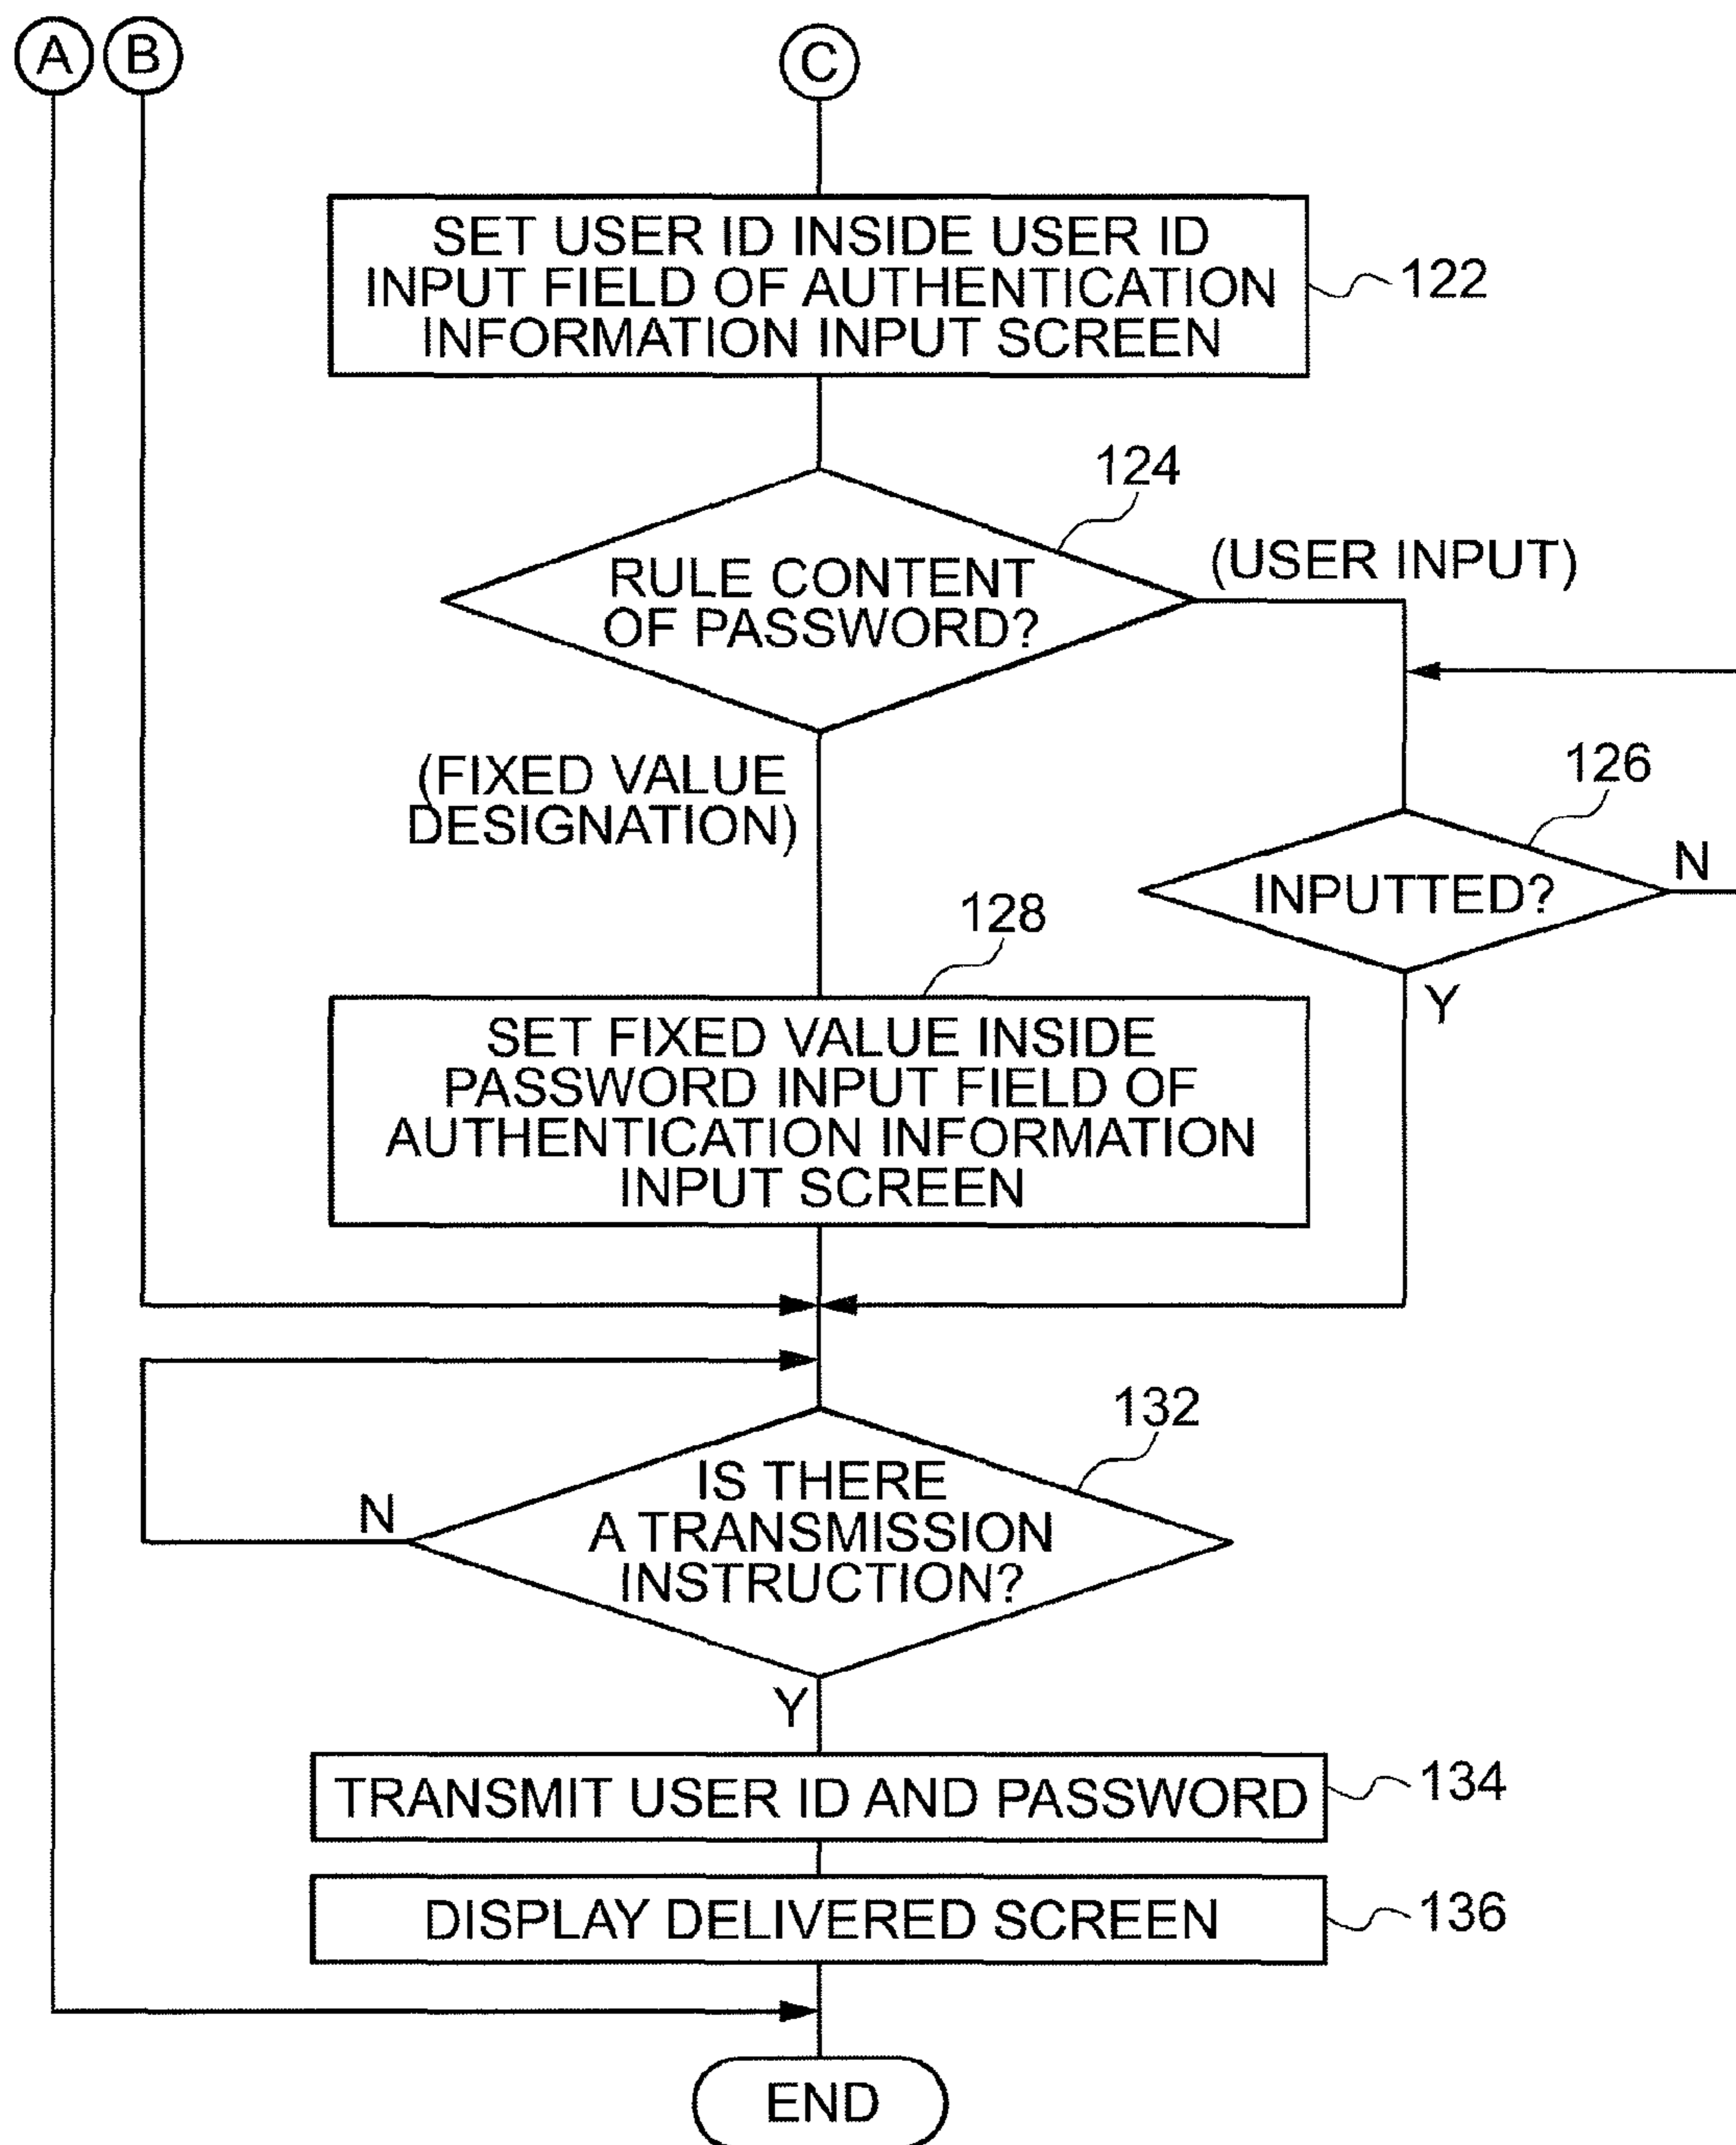 A B C
SET USER ID INSIDE USER ID
INPUT FIELD OF AUTHENTICATION
INFORMATION INPUT SCREEN
122
124
RULE CONTENT
OF PASSWORD?
(USER INPUT)
(FIXED VALUE
DESIGNATION)
126
INPUTTED?
N
Y
128
SET FIXED VALUE INSIDE
PASSWORD INPUT FIELD OF
AUTHENTICATION INFORMATION
INPUT SCREEN
132
IS THERE
A TRANSMISSION
INSTRUCTION?
N
Y
TRANSMIT USER ID AND PASSWORD
134
DISPLAY DELIVERED SCREEN
136
END